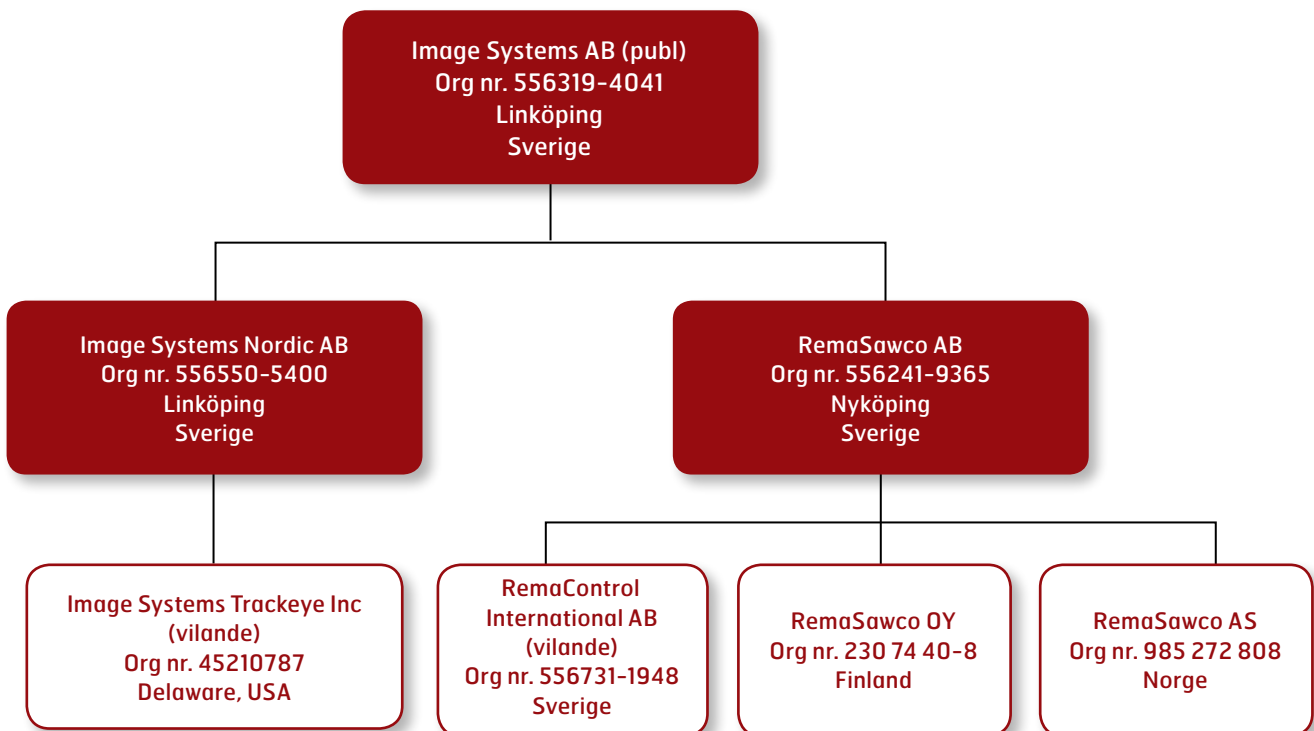 Image Systems AB (publ)
Org nr. 556319-4041
Linköping
Sverige
Image Systems Nordic AB
Org nr. 556550-5400
Linköping
Sverige
RemaSawco AB
Org nr. 556241-9365
Nyköping
Sverige
Image Systems Trackeye Inc
(vilande)
Org nr. 45210787
Delaware, USA
RemaControl
International AB
(vilande)
Org nr. 556731-1948
Sverige
RemaSawco OY
Org nr. 230 74 40-8
Finland
RemaSawco AS
Org nr. 985 272 808
Norge